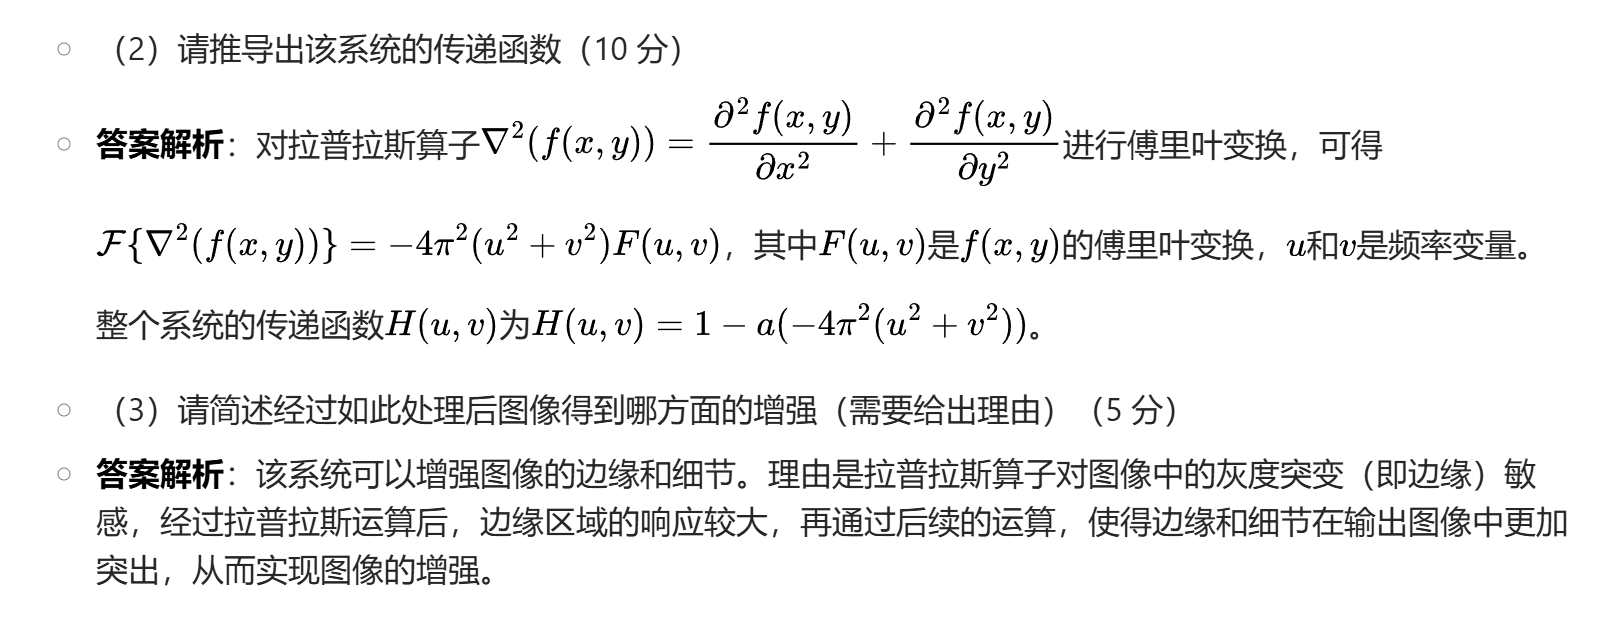 （2）请推导出该系统的传递函数（10 分）
答案解析：对拉普拉斯算子$\nabla^2(f(x,y)) = \frac{\partial^2 f(x,y)}{\partial x^2} + \frac{\partial^2 f(x,y)}{\partial y^2}$进行傅里叶变换，可得
$\mathcal{F}\{\nabla^2(f(x,y))\} = -4\pi^2(u^2+v^2)F(u,v)$，其中$F(u,v)$是$f(x,y)$的傅里叶变换，$u$和$v$是频率变量。
整个系统的传递函数$H(u,v)$为$H(u,v) = 1 - a(-4\pi^2(u^2+v^2))$。
（3）请简述经过如此处理后图像得到哪方面的增强（需要给出理由）（5 分）
答案解析：该系统可以增强图像的边缘和细节。理由是拉普拉斯算子对图像中的灰度突变（即边缘）敏
感，经过拉普拉斯运算后，边缘区域的响应较大，再通过后续的运算，使得边缘和细节在输出图像中更加
突出，从而实现图像的增强。